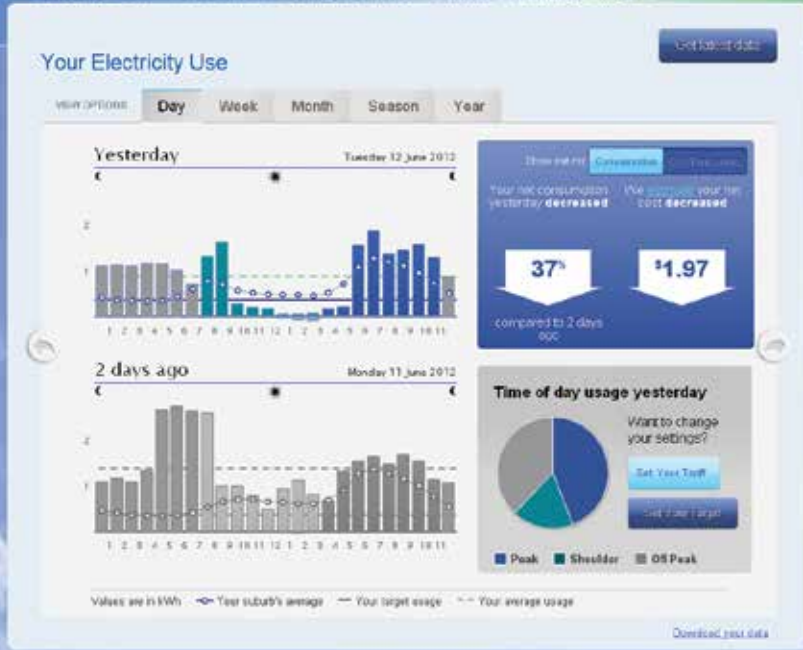 Get latest data
Your Electricity Use
VIEW OPTIONS Day Week Month Season Year
Yesterday Tuesday 12 June 2012
2
1
1 2 3 4 5 6 7 8 9 10 11 12 1 2 3 4 5 6 7 8 9 10 11
2 days ago Monday 11 June 2012
2
1
1 2 3 4 5 6 7 8 9 10 11 12 1 2 3 4 5 6 7 8 9 10 11
Consumption
Your net consumption yesterday decreased
37%
compared to 2 days ago
We estimate your net cost decreased
$1.97
Time of day usage yesterday
Want to change
your settings?
Set Your Tariff
Set Your Target
Peak Shoulder Off Peak
Values are in kWh Your suburb's average Your target usage Your average usage
Download your data